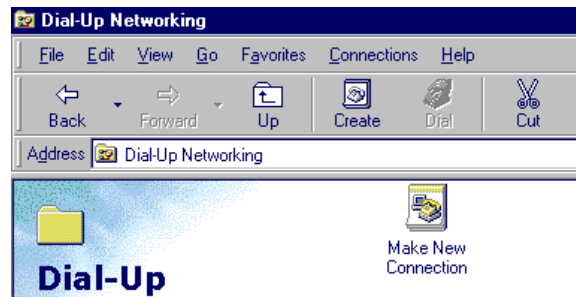 Dial-Up Networking
File Edit View Go Favorites Connections Help
Back Forward Up Create Dial Cut
Address Dial-Up Networking
Make New
Connection
Dial-Up